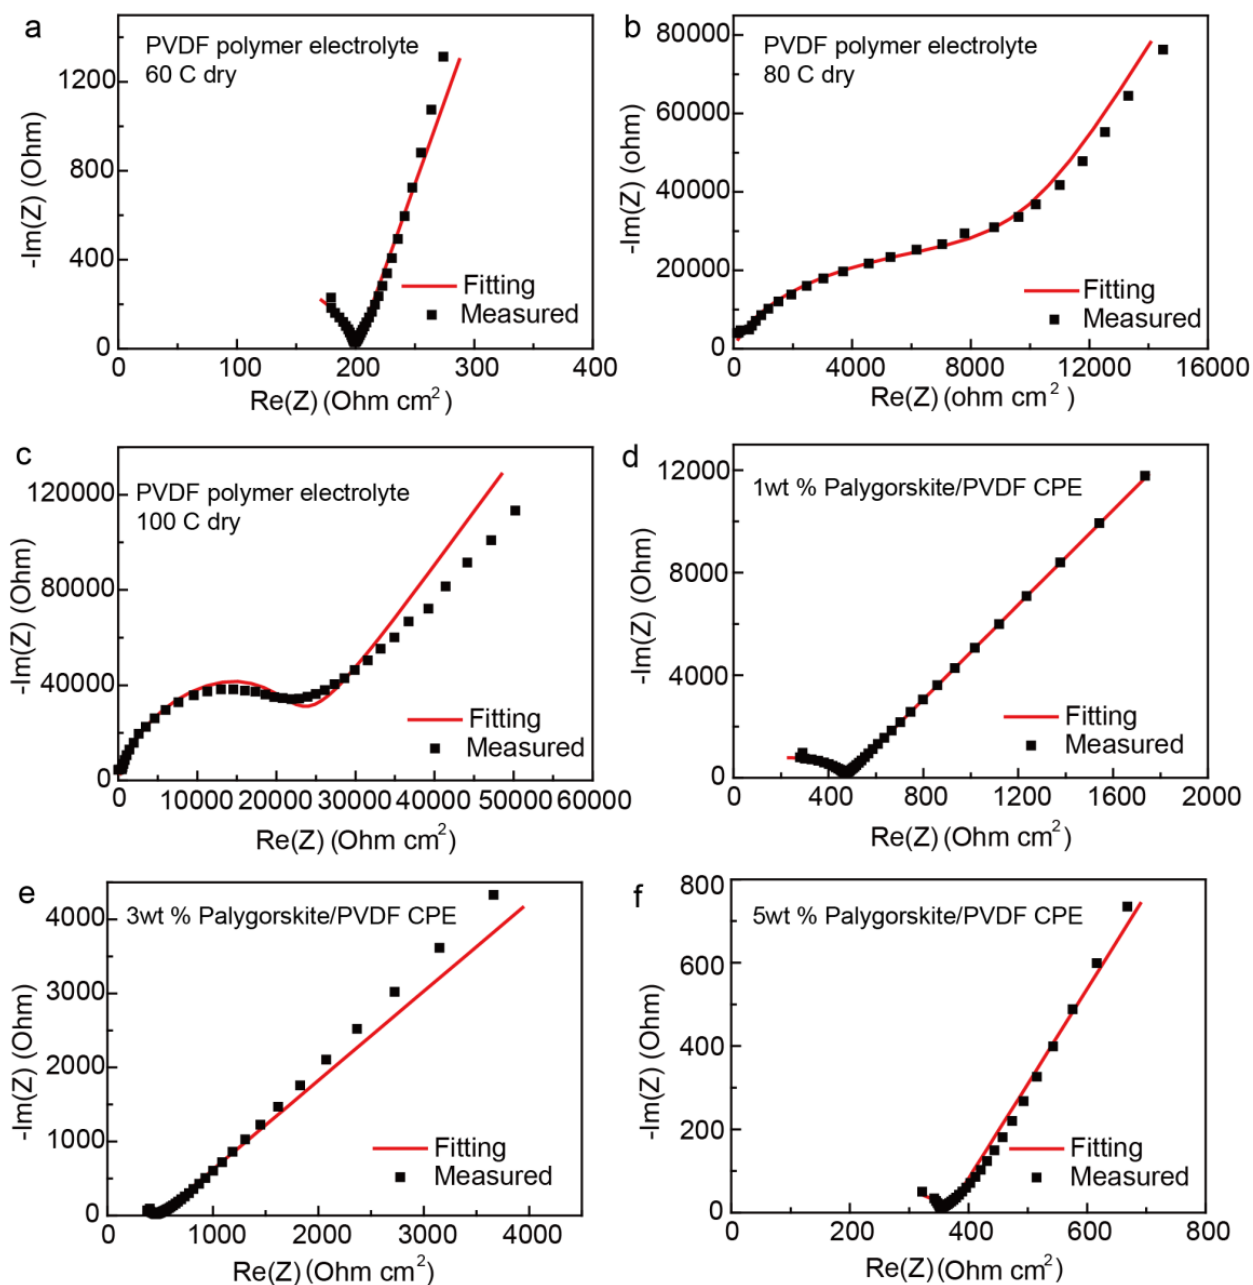 a
PVDF polymer electrolyte
60 C dry
1200
800
400
0
-Im(Z) (Ohm)
Fitting
Measured
0 100 200 300 400
Re(Z) (Ohm cm²)
b
PVDF polymer electrolyte
80 C dry
80000
60000
40000
20000
0
-Im(Z) (ohm)
Fitting
Measured
0 4000 8000 12000 16000
Re(Z) (ohm cm² )
c
PVDF polymer electrolyte
100 C dry
120000
80000
40000
0
-Im(Z) (Ohm)
Fitting
Measured
0 10000 20000 30000 40000 50000 60000
Re(Z) (Ohm cm²)
d
1wt % Palygorskite/PVDF CPE
12000
8000
4000
0
-Im(Z) (Ohm)
Fitting
Measured
0 400 800 1200 1600 2000
Re(Z) (Ohm cm²)
e
3wt % Palygorskite/PVDF CPE
4000
3000
2000
1000
0
-Im(Z) (Ohm)
Fitting
Measured
0 1000 2000 3000 4000
Re(Z) (Ohm cm²)
f
5wt % Palygorskite/PVDF CPE
800
600
400
200
0
-Im(Z) (Ohm)
Fitting
Measured
0 200 400 600 800
Re(Z) (Ohm cm²)